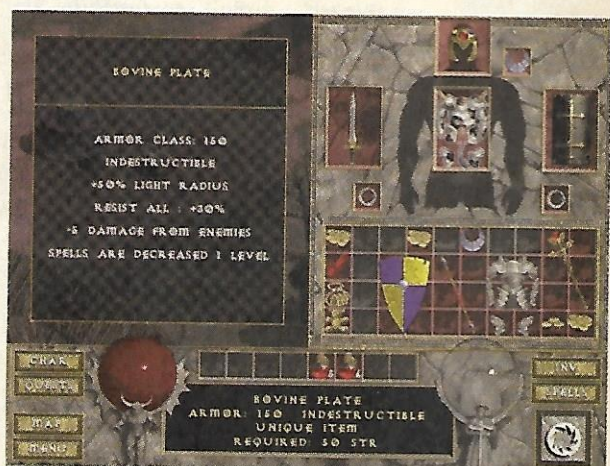 BOVINE PLATE
ARMOR CLASS: 150
INDESTRUCTIBLE
+50% LIGHT RADIUS
RESIST ALL : +30%
-5 DAMAGE FROM ENEMIES
SPELLS ARE DECREASED 1 LEVEL
CHAR
QUESTS
MAP
MENU
BOVINE PLATE
ARMOR: 150 INDESTRUCTIBLE
UNIQUE ITEM
REQUIRED: 50 STR
INV
SPELLS